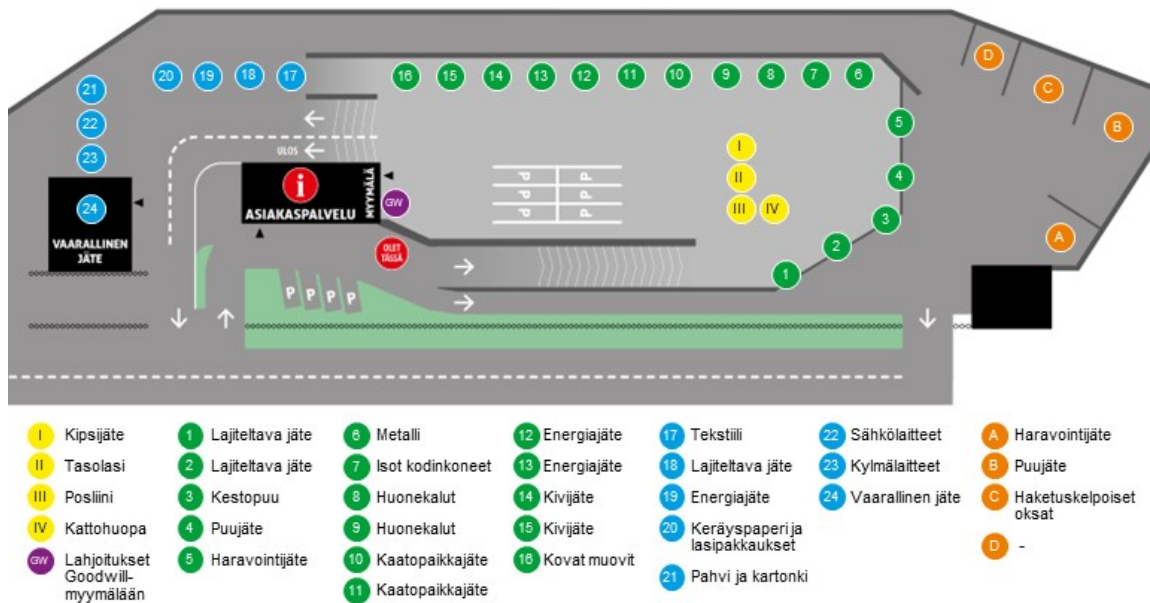 D
C
B
A
20
19
18
17
16
15
14
13
12
11
10
9
8
7
6
21
22
23
24
5
4
3
2
1
I
II
III
IV
ULOS
i
ASIAKASPALVELU
MYYMÄLÄ
GW
OLET
TÄSSÄ
VAARALLINEN
JÄTE
P P P P
P P
P P
P P
I Kipsijäte
II Tasolasi
III Posliini
IV Kattohuopa
GW Lahjoitukset
Goodwill-
myymälään
1 Lajiteltava jäte
2 Lajiteltava jäte
3 Kestopuu
4 Puujäte
5 Haravointijäte
6 Metalli
7 Isot kodinkoneet
8 Huonekalut
9 Huonekalut
10 Kaatopaikkajäte
11 Kaatopaikkajäte
12 Energiajäte
13 Energiajäte
14 Kivijäte
15 Kivijäte
16 Kovat muovit
17 Tekstiili
18 Lajiteltava jäte
19 Energiajäte
20 Keräyspaperi ja
lasipakkaukset
21 Pahvi ja kartonki
22 Sähkölaitteet
23 Kylmälaitteet
24 Vaarallinen jäte
A Haravointijäte
B Puujäte
C Haketuskelpoiset
oksat
D -